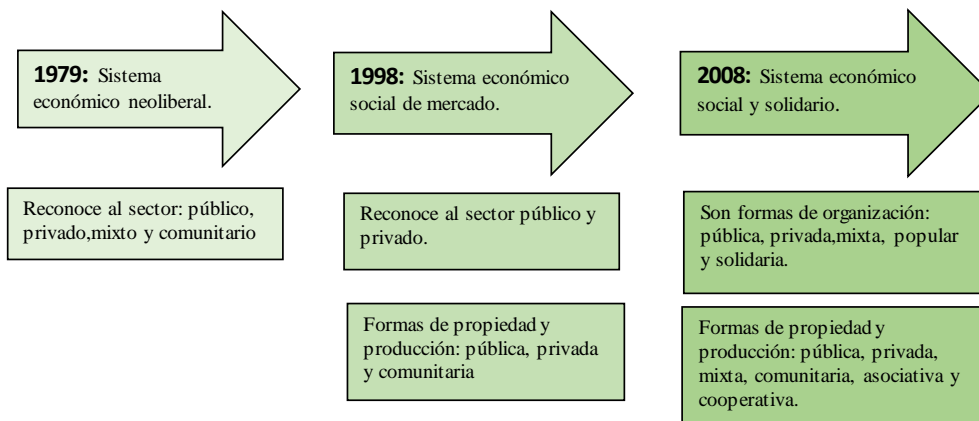 1979: Sistema
económico neoliberal.
1998: Sistema económico
social de mercado.
2008: Sistema económico
social y solidario.
Reconoce al sector: público,
privado,mixto y comunitario
Reconoce al sector público y
privado.
Son formas de organización:
pública, privada,mixta, popular
y solidaria.
Formas de propiedad y
producción: pública, privada
y comunitaria
Formas de propiedad y
producción: pública, privada,
mixta, comunitaria, asociativa y
cooperativa.